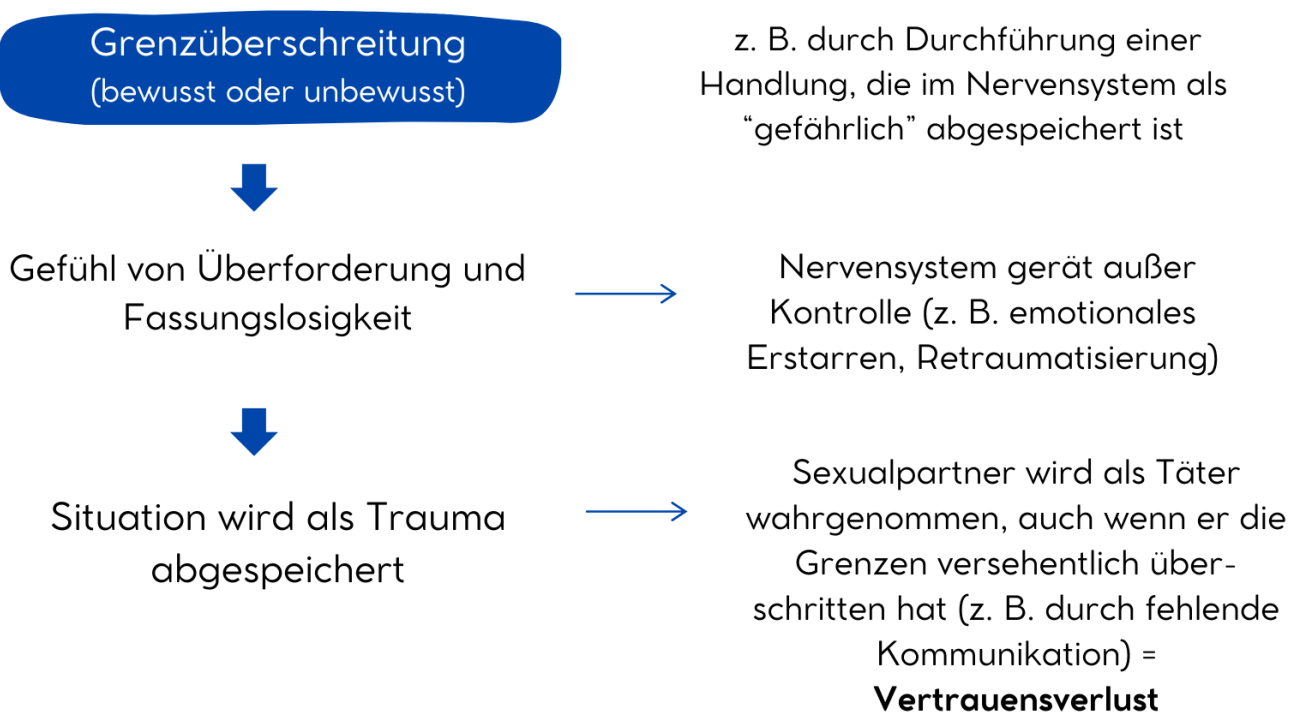 Grenzüberschreitung
(bewusst oder unbewusst)
z. B. durch Durchführung einer
Handlung, die im Nervensystem als
“gefährlich” abgespeichert ist
Gefühl von Überforderung und
Fassungslosigkeit
Nervensystem gerät außer
Kontrolle (z. B. emotionales
Erstarren, Retraumatisierung)
Situation wird als Trauma
abgespeichert
Sexualpartner wird als Täter
wahrgenommen, auch wenn er die
Grenzen versehentlich über-
schritten hat (z. B. durch fehlende
Kommunikation) =
Vertrauensverlust